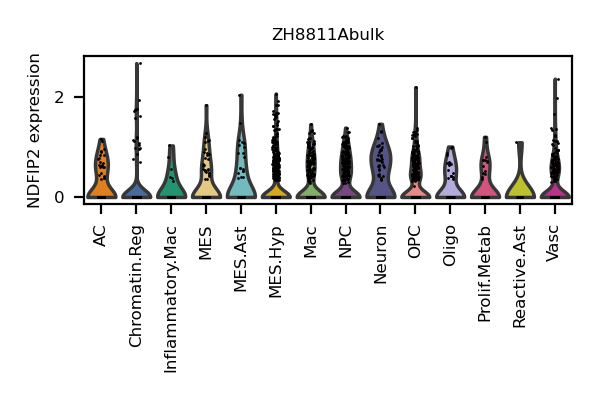 ZH8811Abulk
NDFIP2 expression
2
0
AC
Chromatin.Reg
Inflammatory.Mac
MES
MES.Ast
MES.Hyp
Mac
NPC
Neuron
OPC
Oligo
Prolif.Metab
Reactive.Ast
Vasc